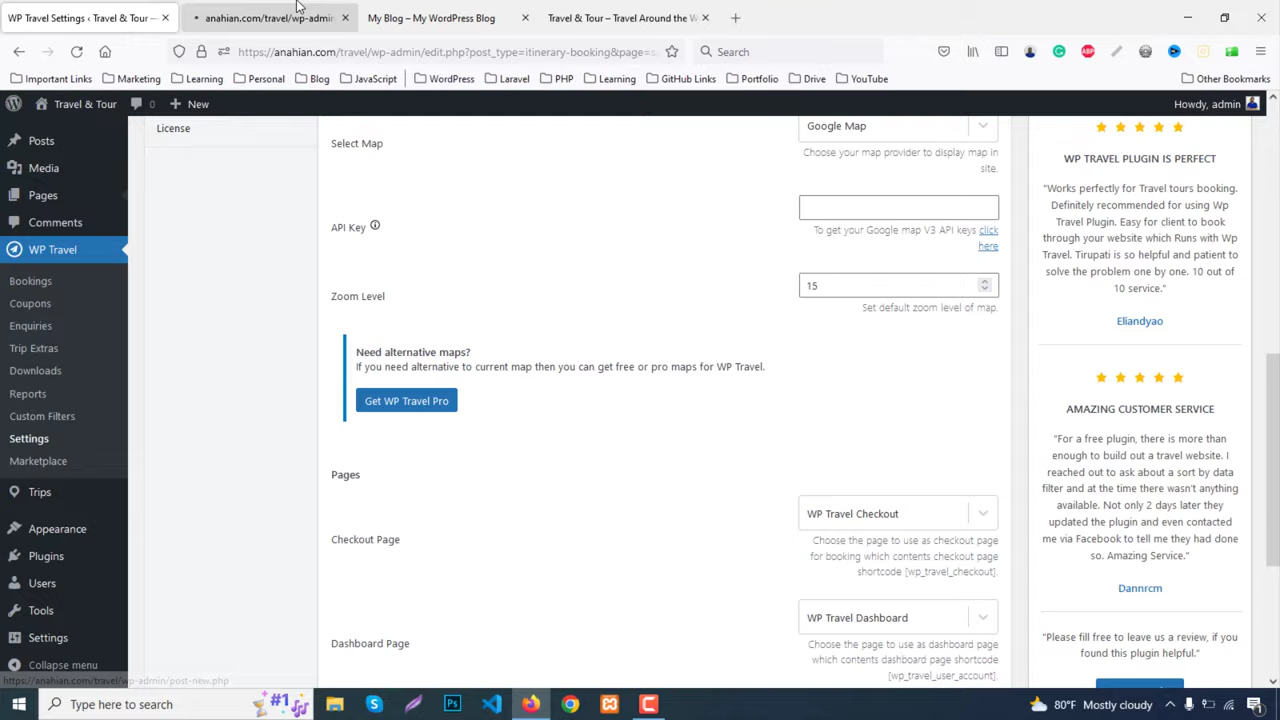 WP Travel Settings ‹ Travel & Tour —
anahian.com/travel/wp-admin
My Blog – My WordPress Blog
Travel & Tour – Travel Around the W
https://anahian.com/travel/wp-admin/edit.php?post_type=itinerary-booking&page=s
Search
Important Links
Marketing
Learning
Personal
Blog
JavaScript
WordPress
Laravel
PHP
Learning
GitHub Links
Portfolio
Drive
YouTube
Other Bookmarks
Travel & Tour
0
New
Howdy, admin
Posts
Media
Pages
Comments
WP Travel
Bookings
Coupons
Enquiries
Trip Extras
Downloads
Reports
Custom Filters
Settings
Marketplace
Trips
Appearance
Plugins
Users
Tools
Settings
Collapse menu
https://anahian.com/travel/wp-admin/post-new.php
License
Select Map
Google Map
Choose your map provider to display map in
site.
API Key
To get your Google map V3 API keys click
here
Zoom Level
15
Set default zoom level of map.
Need alternative maps?
If you need alternative to current map then you can get free or pro maps for WP Travel.
Get WP Travel Pro
Pages
Checkout Page
WP Travel Checkout
Choose the page to use as checkout page
for booking which contents checkout page
shortcode [wp_travel_checkout].
Dashboard Page
WP Travel Dashboard
Choose the page to use as dashboard page
which contents dashboard page shortcode
[wp_travel_user_account].
WP TRAVEL PLUGIN IS PERFECT
"Works perfectly for Travel tours booking.
Definitely recommended for using Wp
Travel Plugin. Easy for client to book
through your website which Runs with Wp
Travel. Tirupati is so helpful and patient to
solve the problem one by one. 10 out of
10 service."
Eliandyao
AMAZING CUSTOMER SERVICE
"For a free plugin, there is more than
enough to build out a travel website. I
reached out to ask about a sort by data
filter and at the time there wasn't anything
available. Not only 2 days later they
updated the plugin and even contacted
me via Facebook to tell me they had done
so. Amazing Service."
Dannrcm
"Please fill free to leave us a review, if you
found this plugin helpful."
Type here to search
#1
80°F Mostly cloudy